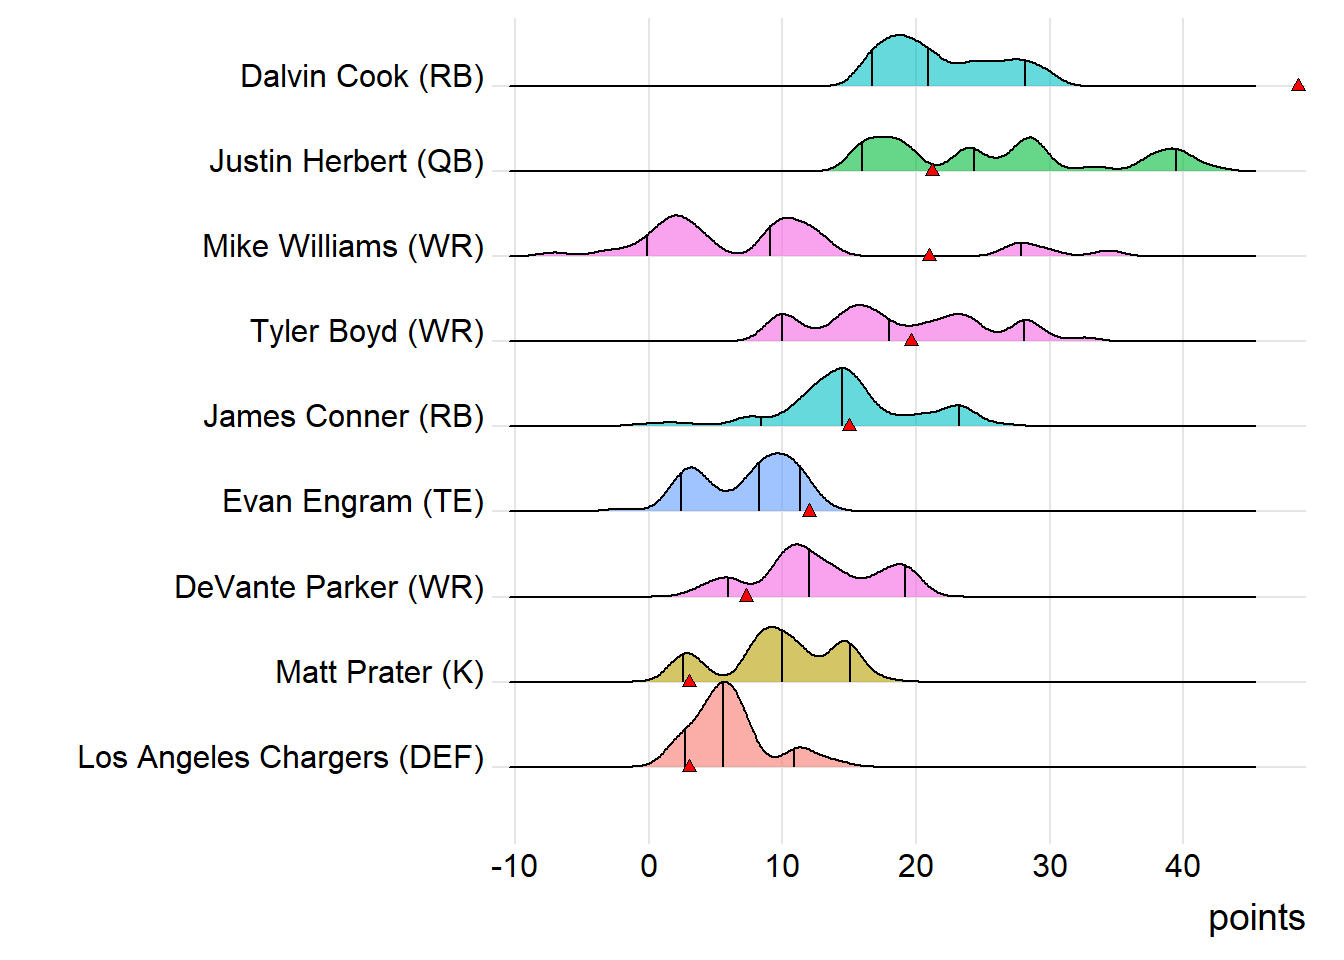 Dalvin Cook (RB)
Justin Herbert (QB)
Mike Williams (WR)
Tyler Boyd (WR)
James Conner (RB)
Evan Engram (TE)
DeVante Parker (WR)
Matt Prater (K)
Los Angeles Chargers (DEF)
-10 0 10 20 30 40
points